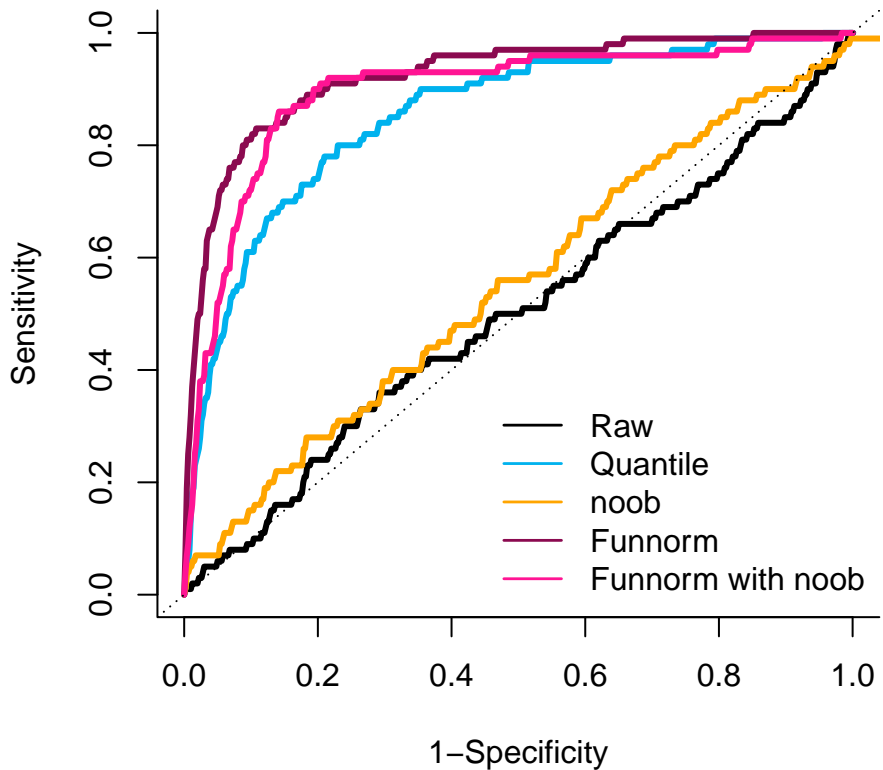 1.0
0.8
0.6
0.4
0.2
0.0
Sensitivity
Raw
Quantile
noob
Funnorm
Funnorm with noob
0.0 0.2 0.4 0.6 0.8 1.0
1−Specificity